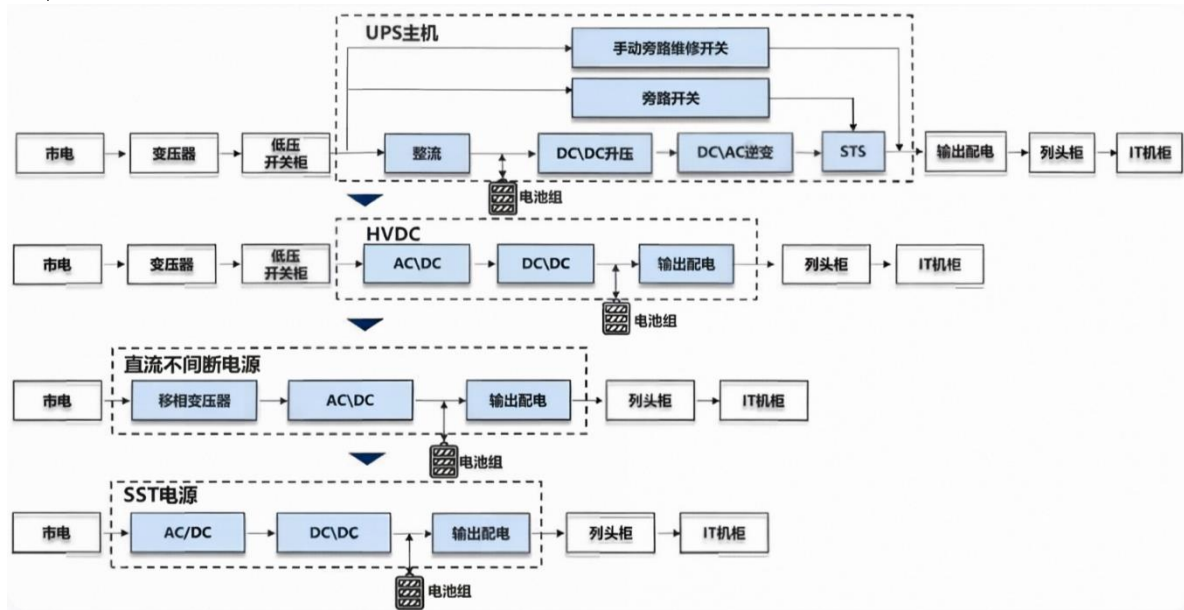 UPS主机
手动旁路维修开关
旁路开关
市电
变压器
低压
开关柜
整流
DC\DC升压
DC\AC逆变
STS
输出配电
列头柜
IT机柜
电池组
HVDC
市电
变压器
低压
开关柜
AC\DC
DC\DC
输出配电
列头柜
IT机柜
电池组
直流不间断电源
市电
移相变压器
AC\DC
输出配电
列头柜
IT机柜
电池组
SST电源
市电
AC/DC
DC\DC
输出配电
列头柜
IT机柜
电池组